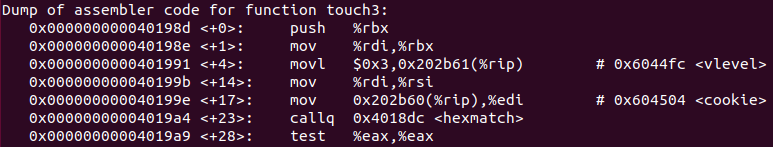 Dump of assembler code for function touch3:
0x000000000040198d <+0>: push %rbx
0x000000000040198e <+1>: mov %rdi,%rbx
0x0000000000401991 <+4>: movl $0x3,0x202b61(%rip) # 0x6044fc <vlevel>
0x000000000040199b <+14>: mov %rdi,%rsi
0x000000000040199e <+17>: mov 0x202b60(%rip),%edi # 0x604504 <cookie>
0x00000000004019a4 <+23>: callq 0x4018dc <hexmatch>
0x00000000004019a9 <+28>: test %eax,%eax